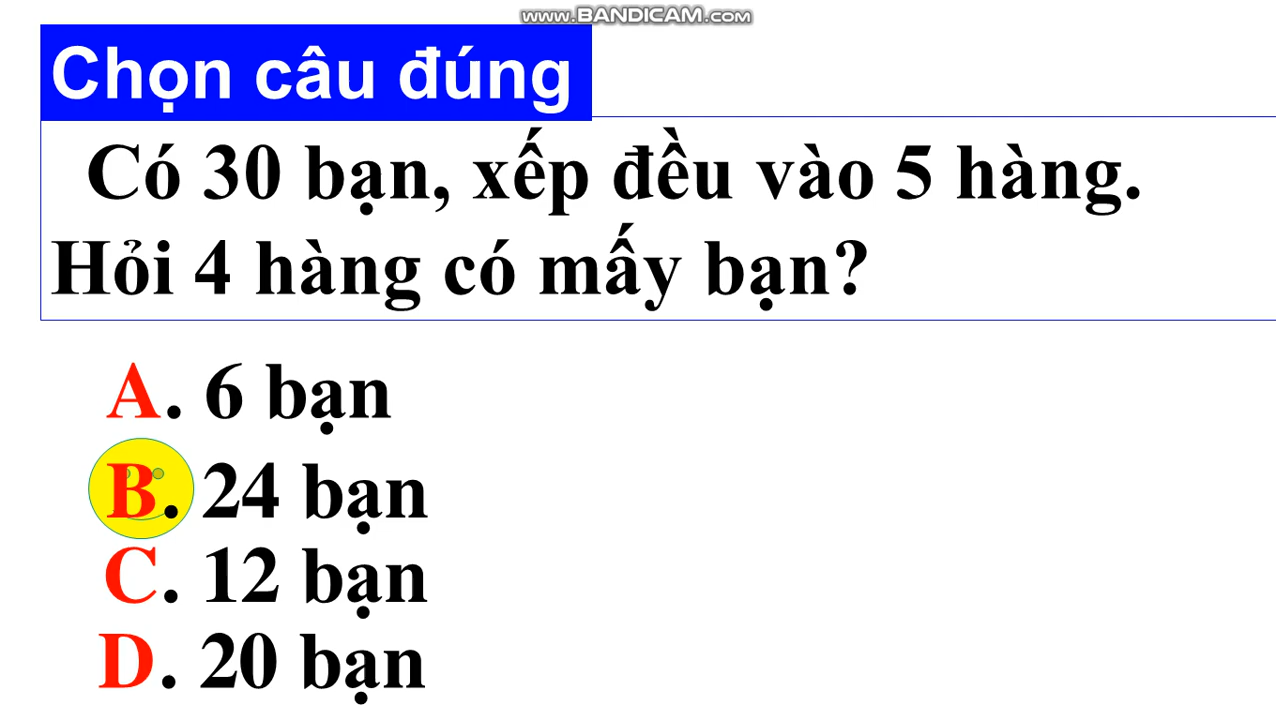 www.BANDICAM.com
Chọn câu đúng
Có 30 bạn, xếp đều vào 5 hàng.
Hỏi 4 hàng có mấy bạn?
A. 6 bạn
B. 24 bạn
C. 12 bạn
D. 20 bạn